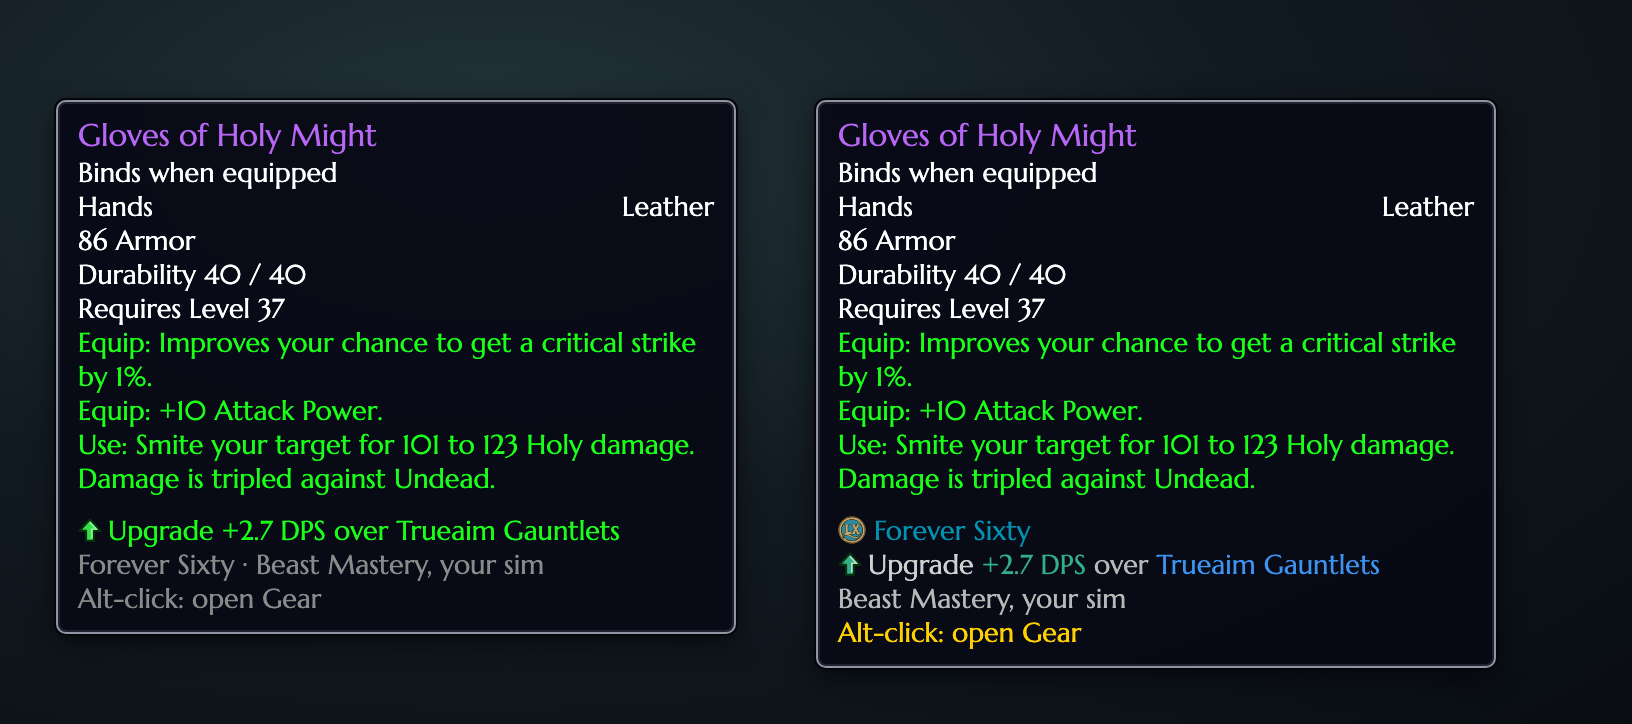 Gloves of Holy Might
Binds when equipped
Hands Leather
86 Armor
Durability 40 / 40
Requires Level 37
Equip: Improves your chance to get a critical strike
by 1%.
Equip: +10 Attack Power.
Use: Smite your target for 101 to 123 Holy damage.
Damage is tripled against Undead.
Upgrade +2.7 DPS over Trueaim Gauntlets
Forever Sixty · Beast Mastery, your sim
Alt-click: open Gear
Gloves of Holy Might
Binds when equipped
Hands Leather
86 Armor
Durability 40 / 40
Requires Level 37
Equip: Improves your chance to get a critical strike
by 1%.
Equip: +10 Attack Power.
Use: Smite your target for 101 to 123 Holy damage.
Damage is tripled against Undead.
LX Forever Sixty
Upgrade +2.7 DPS over Trueaim Gauntlets
Beast Mastery, your sim
Alt-click: open Gear